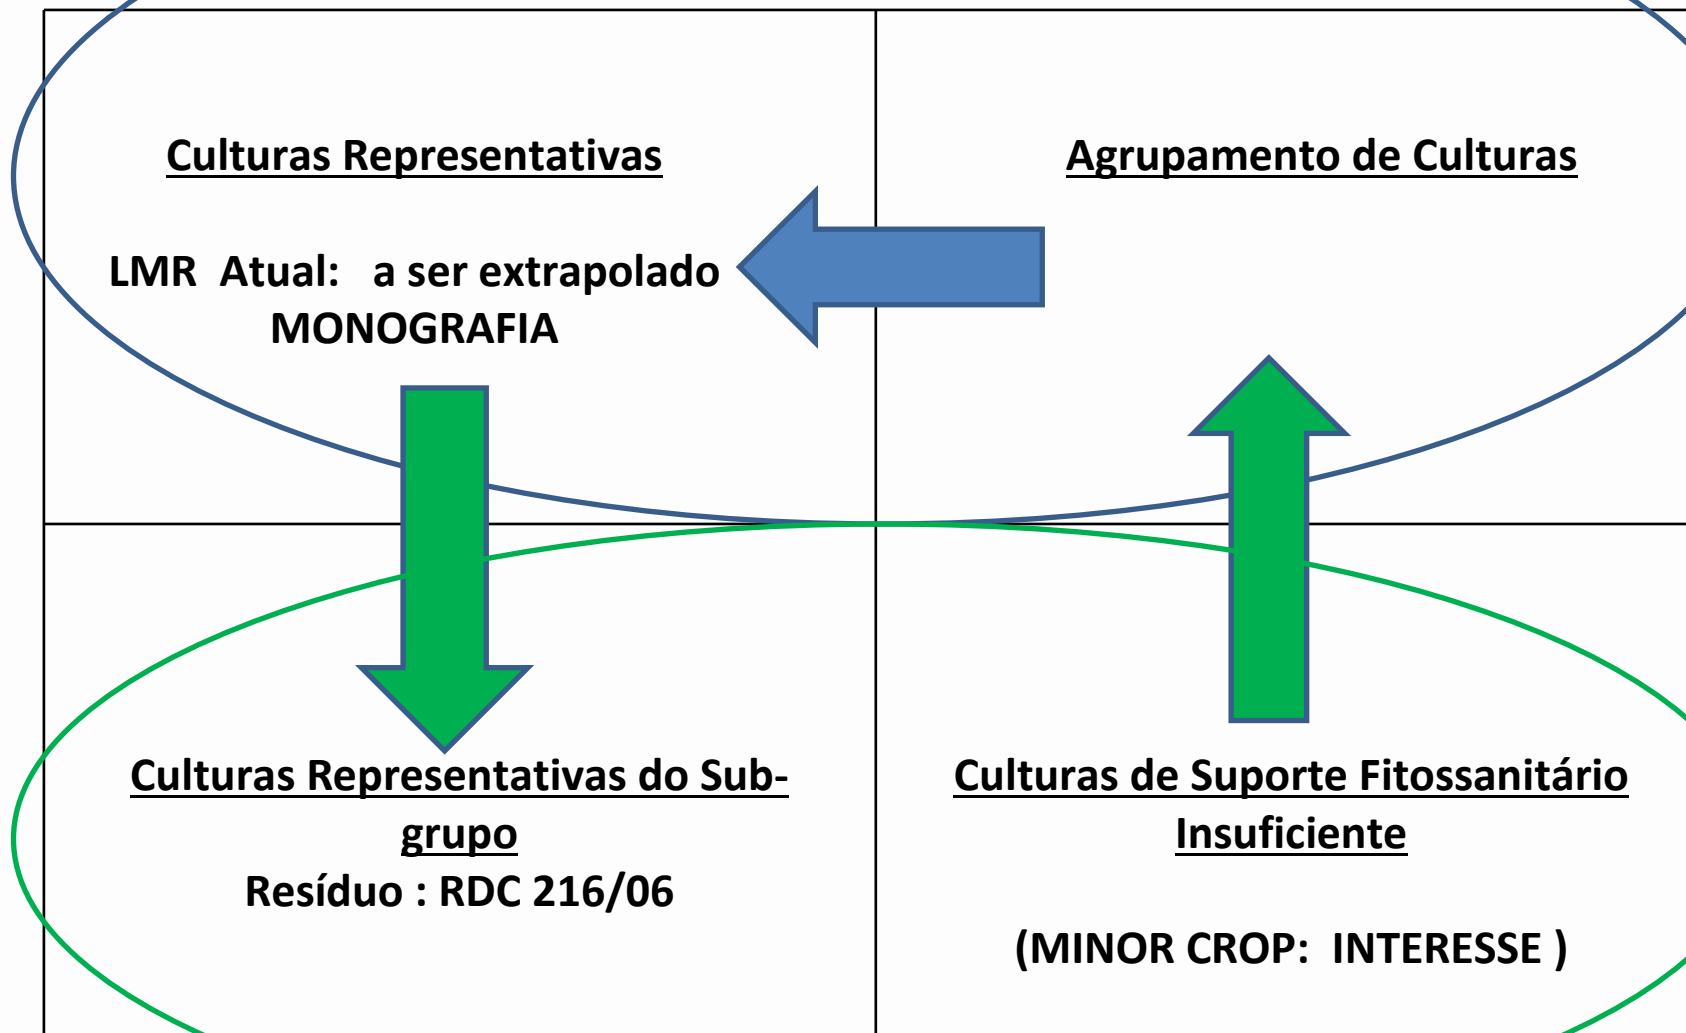 Culturas Representativas
LMR Atual: a ser extrapolado
MONOGRAFIA
Agrupamento de Culturas
Culturas Representativas do Sub-
grupo
Resíduo : RDC 216/06
Culturas de Suporte Fitossanitário
Insuficiente
(MINOR CROP: INTERESSE )